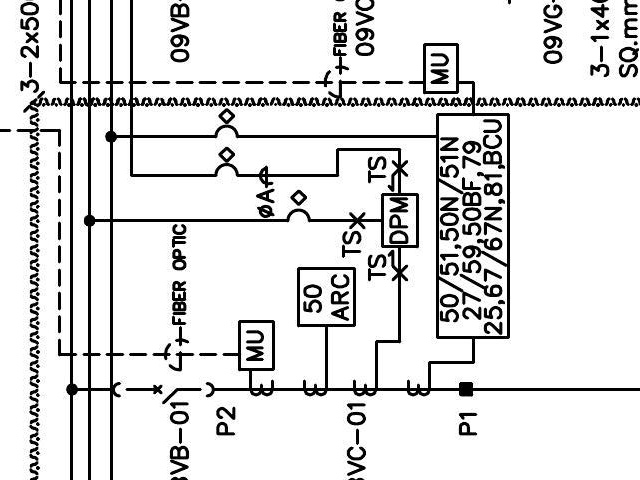 3-2x50
09VB-
FIBER O
09VC
MU
09VG-
3-1x4
SQ.mm
TS
ØA
DPM
TS
TS
50/51,50N/51N
27/59,50BF,79
25,67/67N,81,BCU
FIBER OPTIC
50
ARC
MU
P2
P1
VB-01
VC-01